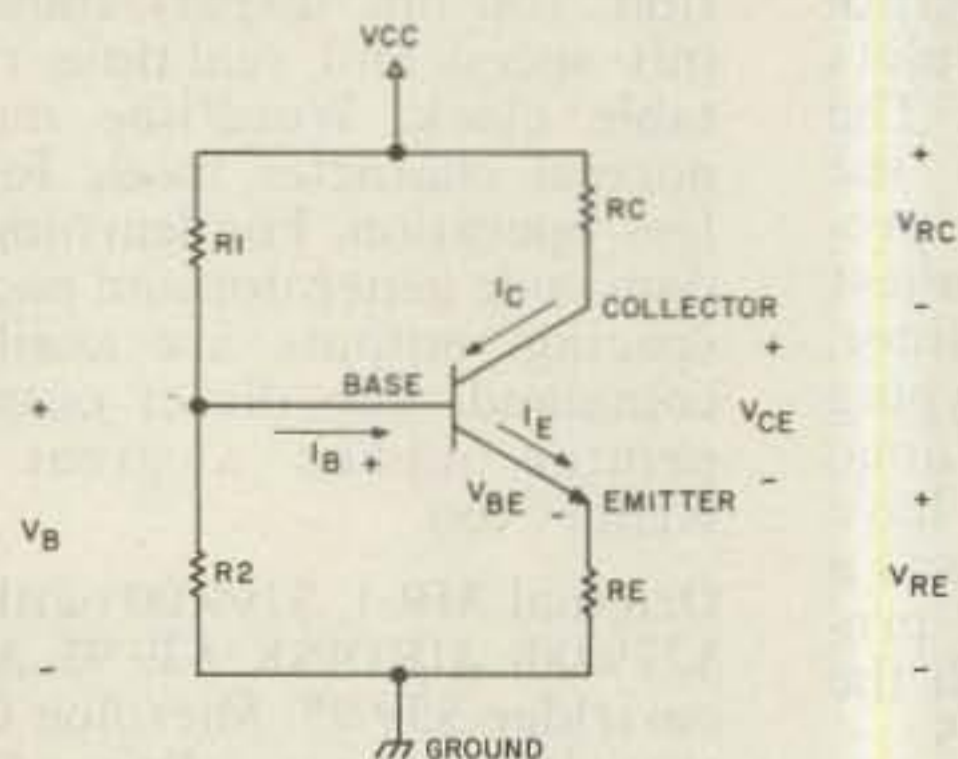 VCC
RC
R1
VRC
IC
COLLECTOR
BASE
IE
VCE
IB
VBE
EMITTER
VB
R2
RE
VRE
GROUND